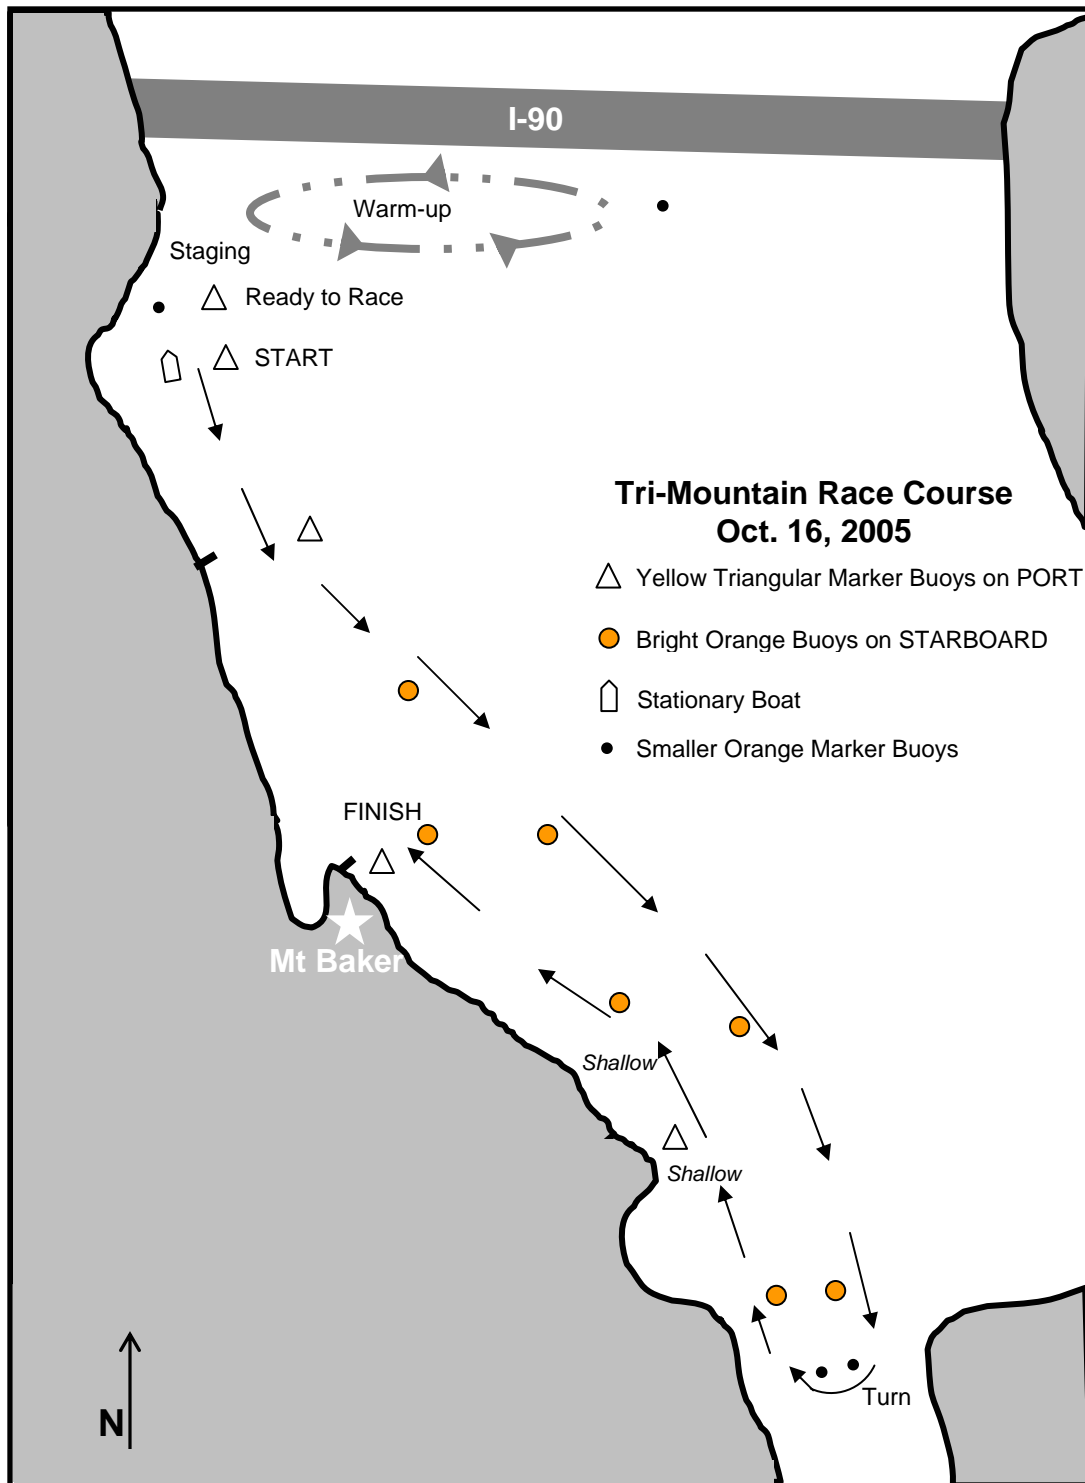 I-90
Warm-up
Staging
Ready to Race
START
Tri-Mountain Race Course
Oct. 16, 2005
Yellow Triangular Marker Buoys on PORT
Bright Orange Buoys on STARBOARD
Stationary Boat
Smaller Orange Marker Buoys
FINISH
Mt Baker
Shallow
Shallow
Turn
N